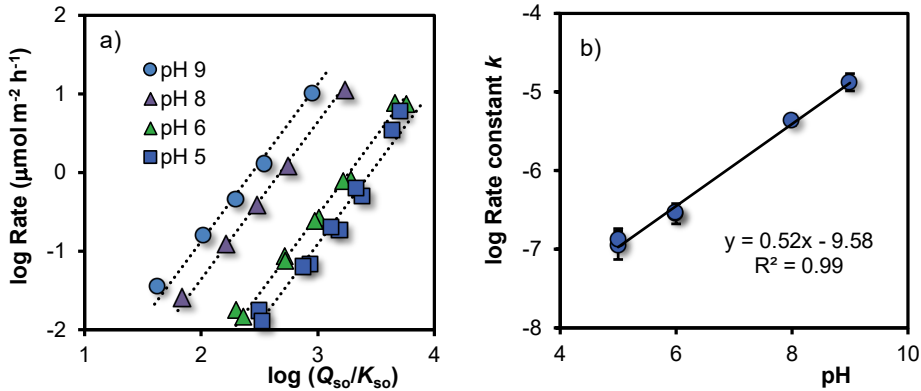 a)
pH 9
pH 8
pH 6
pH 5
log Rate (μmol m⁻² h⁻¹)
2
1
0
-1
-2
1
2
3
4
log (Qso/Kso)
b)
log Rate constant k
-4
-5
-6
-7
-8
y = 0.52x - 9.58
R² = 0.99
4
6
8
10
pH